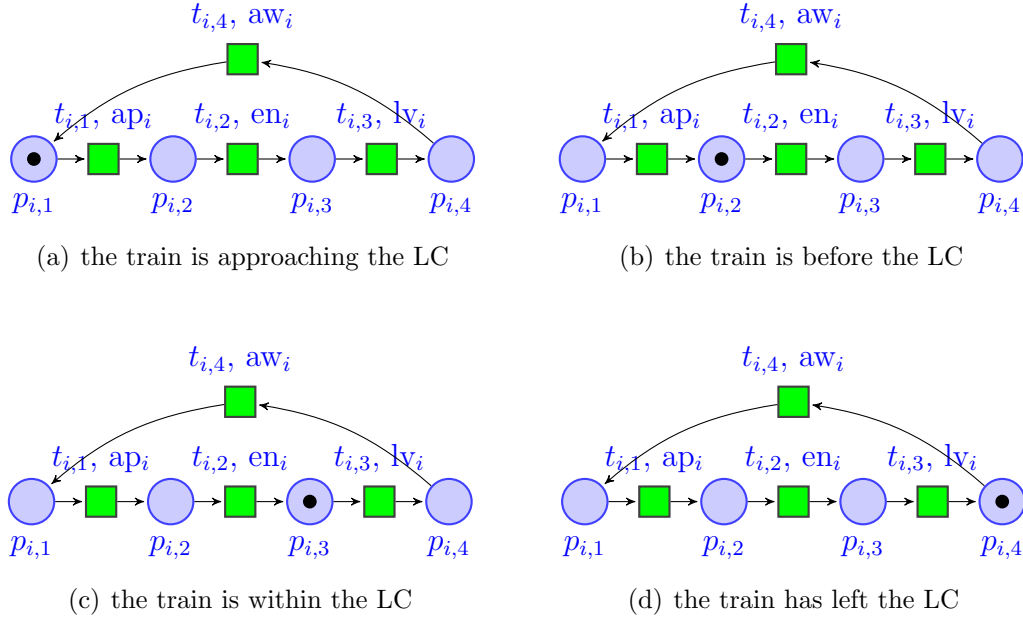 t_{i,4}, aw_i
t_{i,1}, ap_i t_{i,2}, en_i t_{i,3}, lv_i
p_{i,1} p_{i,2} p_{i,3} p_{i,4}
(a) the train is approaching the LC
t_{i,4}, aw_i
t_{i,1}, ap_i t_{i,2}, en_i t_{i,3}, lv_i
p_{i,1} p_{i,2} p_{i,3} p_{i,4}
(b) the train is before the LC
t_{i,4}, aw_i
t_{i,1}, ap_i t_{i,2}, en_i t_{i,3}, lv_i
p_{i,1} p_{i,2} p_{i,3} p_{i,4}
(c) the train is within the LC
t_{i,4}, aw_i
t_{i,1}, ap_i t_{i,2}, en_i t_{i,3}, lv_i
p_{i,1} p_{i,2} p_{i,3} p_{i,4}
(d) the train has left the LC